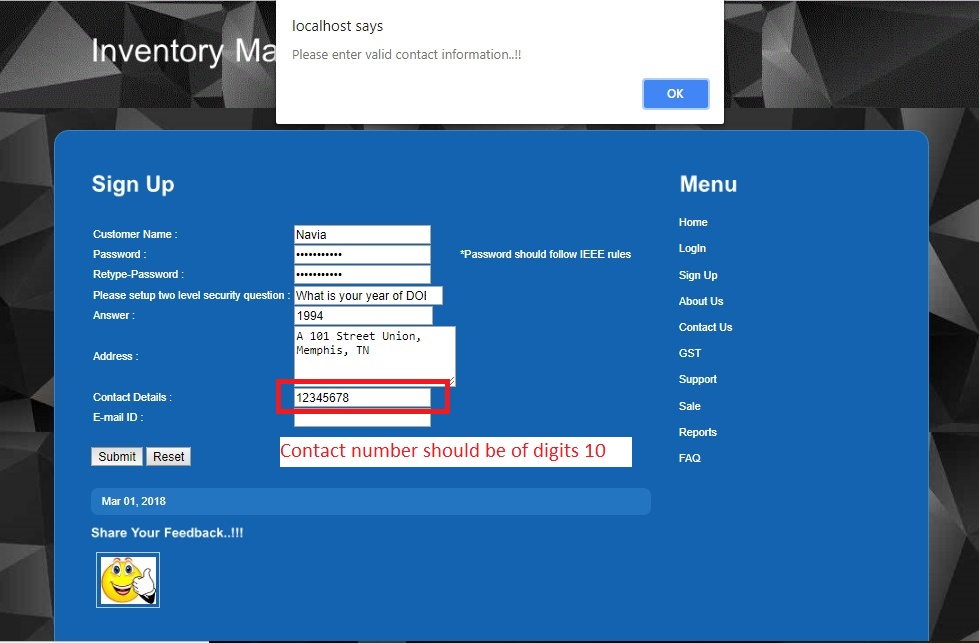 localhost says
Please enter valid contact information..!!
OK
Inventory Ma
Sign Up
Customer Name : Navia
Password : •••••••••••
*Password should follow IEEE rules
Retype-Password : •••••••••••
Please setup two level security question : What is your year of DOI
Answer : 1994
Address : A 101 Street Union,
Memphis, TN
Contact Details : 12345678
E-mail ID :
Contact number should be of digits 10
Submit Reset
Mar 01, 2018
Share Your Feedback..!!!
Menu
Home
LogIn
Sign Up
About Us
Contact Us
GST
Support
Sale
Reports
FAQ